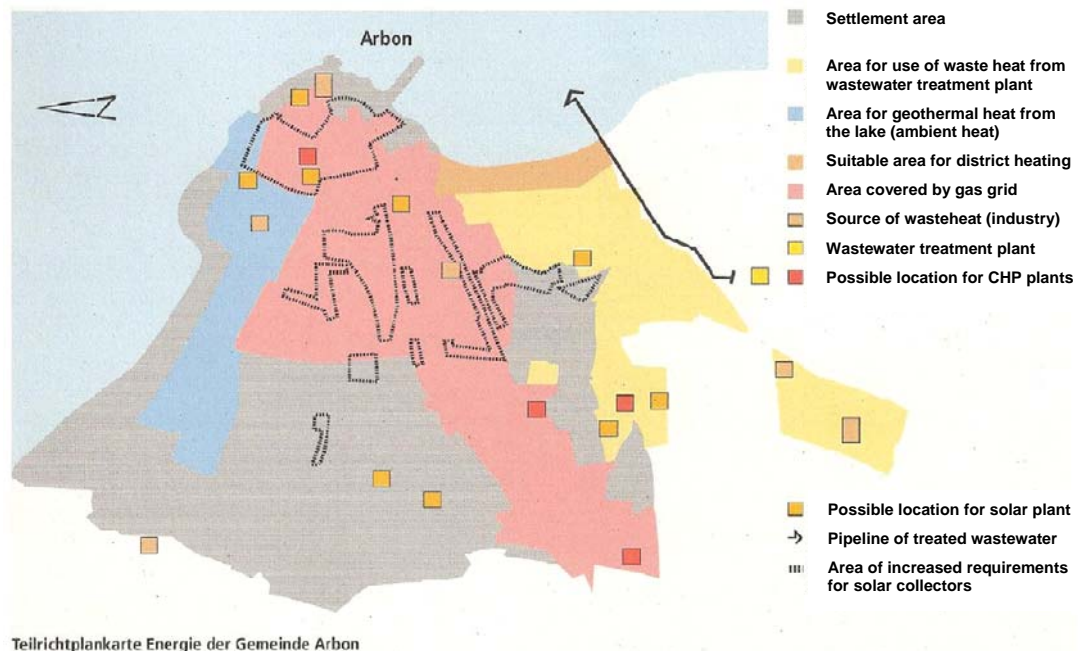 Arbon
Settlement area
Area for use of waste heat from
wastewater treatment plant
Area for geothermal heat from
the lake (ambient heat)
Suitable area for district heating
Area covered by gas grid
Source of wasteheat (industry)
Wastewater treatment plant
Possible location for CHP plants
Possible location for solar plant
Pipeline of treated wastewater
Area of increased requirements
for solar collectors
Teilrichtplankarte Energie der Gemeinde Arbon